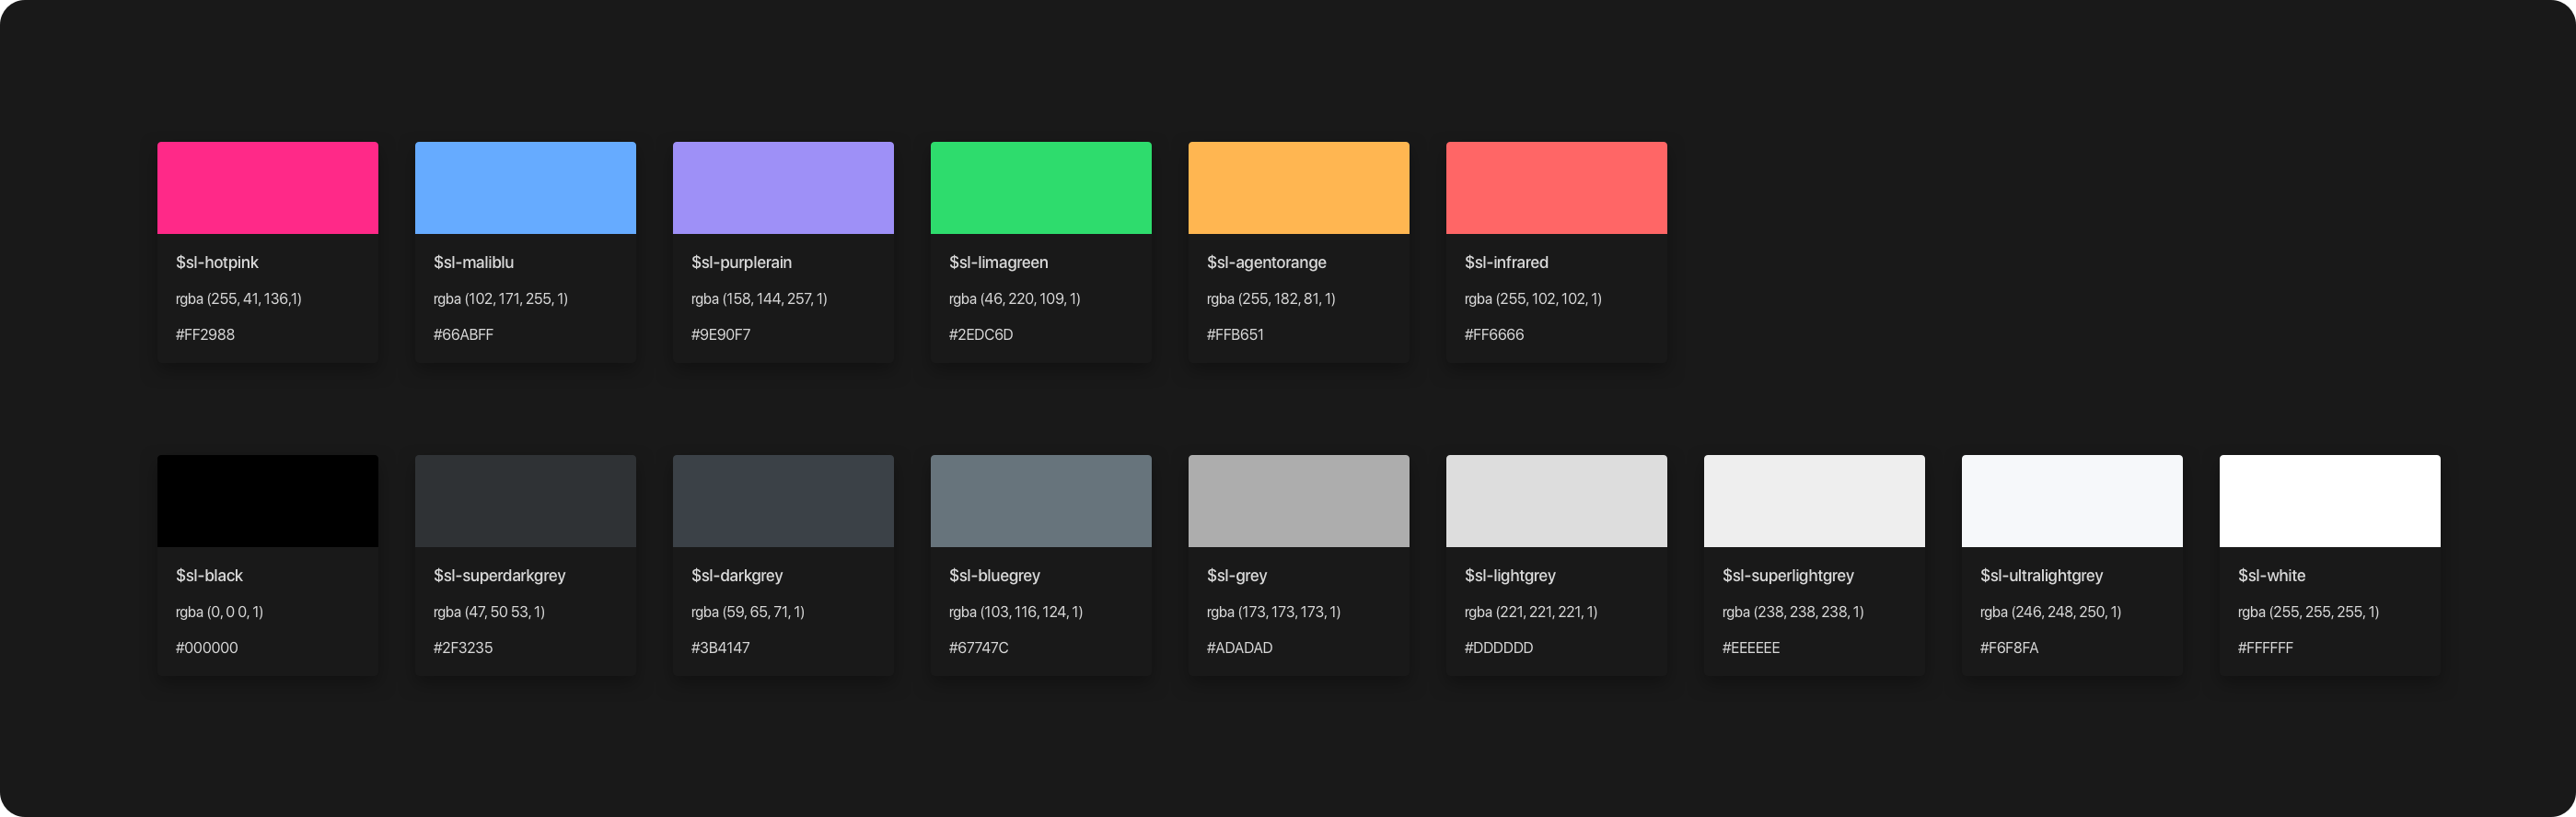 $sl-hotpink
rgba (255, 41, 136,1)
#FF2988
$sl-maliblu
rgba (102, 171, 255, 1)
#66ABFF
$sl-purplerain
rgba (158, 144, 257, 1)
#9E90F7
$sl-limagreen
rgba (46, 220, 109, 1)
#2EDC6D
$sl-agentorange
rgba (255, 182, 81, 1)
#FFB651
$sl-infrared
rgba (255, 102, 102, 1)
#FF6666
$sl-black
rgba (0, 0 0, 1)
#000000
$sl-superdarkgrey
rgba (47, 50 53, 1)
#2F3235
$sl-darkgrey
rgba (59, 65, 71, 1)
#3B4147
$sl-bluegrey
rgba (103, 116, 124, 1)
#67747C
$sl-grey
rgba (173, 173, 173, 1)
#ADADAD
$sl-lightgrey
rgba (221, 221, 221, 1)
#DDDDDD
$sl-superlightgrey
rgba (238, 238, 238, 1)
#EEEEEE
$sl-ultralightgrey
rgba (246, 248, 250, 1)
#F6F8FA
$sl-white
rgba (255, 255, 255, 1)
#FFFFFF